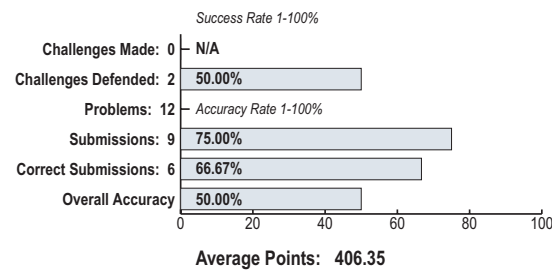 Success Rate 1-100%
Challenges Made: 0 N/A
Challenges Defended: 2 50.00%
Problems: 12 Accuracy Rate 1-100%
Submissions: 9 75.00%
Correct Submissions: 6 66.67%
Overall Accuracy 50.00%
0 20 40 60 80 100
Average Points: 406.35